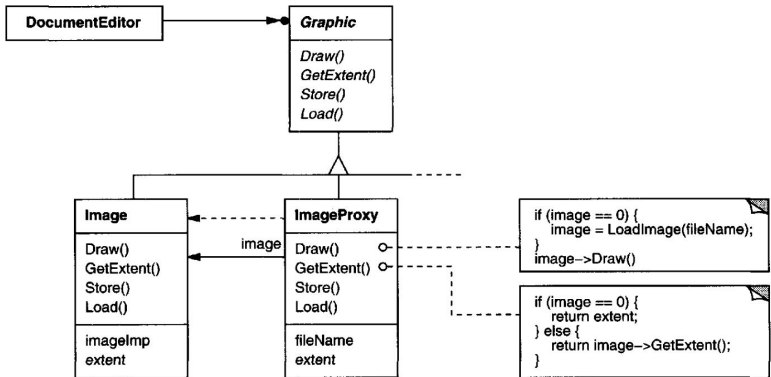 DocumentEditor
Graphic
Draw()
GetExtent()
Store()
Load()
Image
Draw()
GetExtent()
Store()
Load()
imageImp
extent
image
ImageProxy
Draw()
GetExtent()
Store()
Load()
fileName
extent
if (image == 0) {
image = LoadImage(fileName);
}
image->Draw()
if (image == 0) {
return extent;
} else {
return image->GetExtent();
}